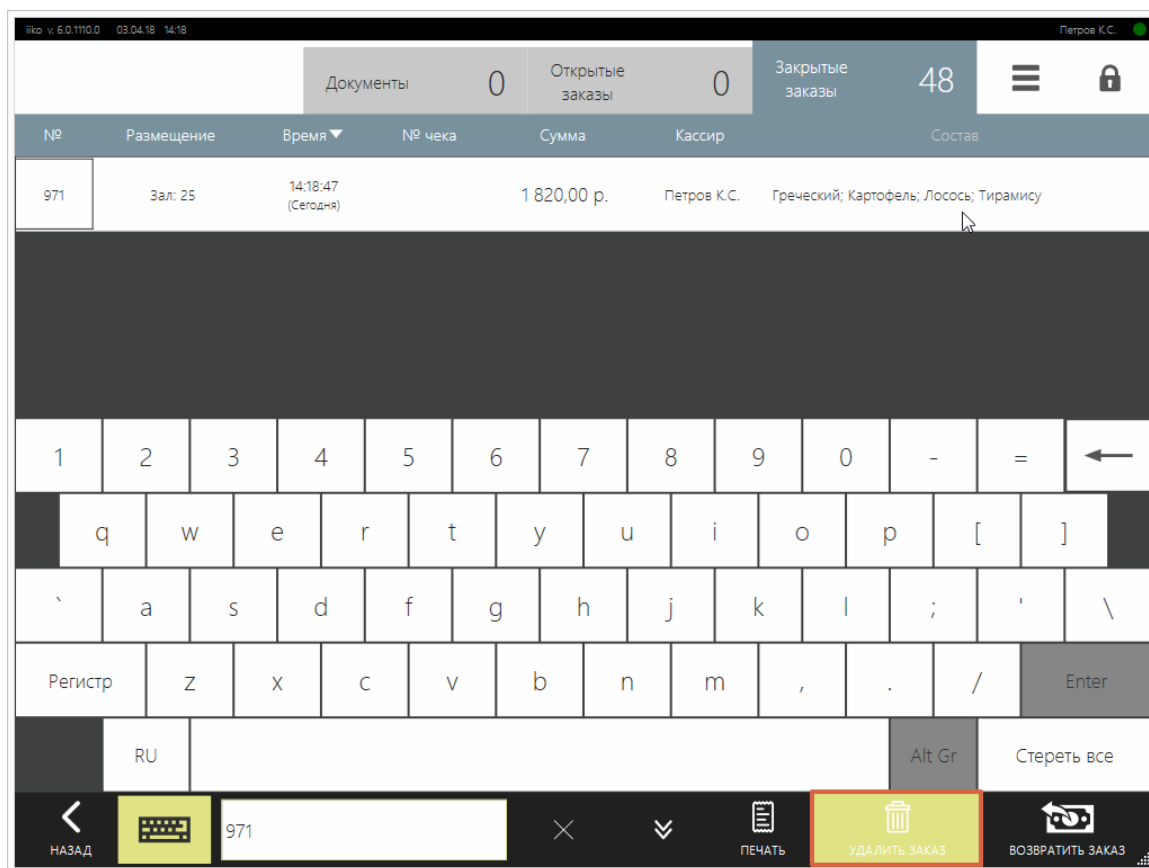 iiko v. 6.0.1110.0 03.04.18 14:18 Петров К.С.
Документы 0 Открытые заказы 0 Закрытые заказы 48
№ Размещение Время № чека Сумма Кассир Состав
971 Зал: 25 14:18:47 (Сегодня) 1 820,00 р. Петров К.С. Греческий; Картофель; Лосось; Тирамису
1 2 3 4 5 6 7 8 9 0 - =
q w e r t y u i o p [ ]
` a s d f g h j k l ; ' \
Регистр z x c v b n m , . / Enter
RU Alt Gr Стереть все
971
НАЗАД ПЕЧАТЬ УДАЛИТЬ ЗАКАЗ ВОЗВРАТИТЬ ЗАКАЗ